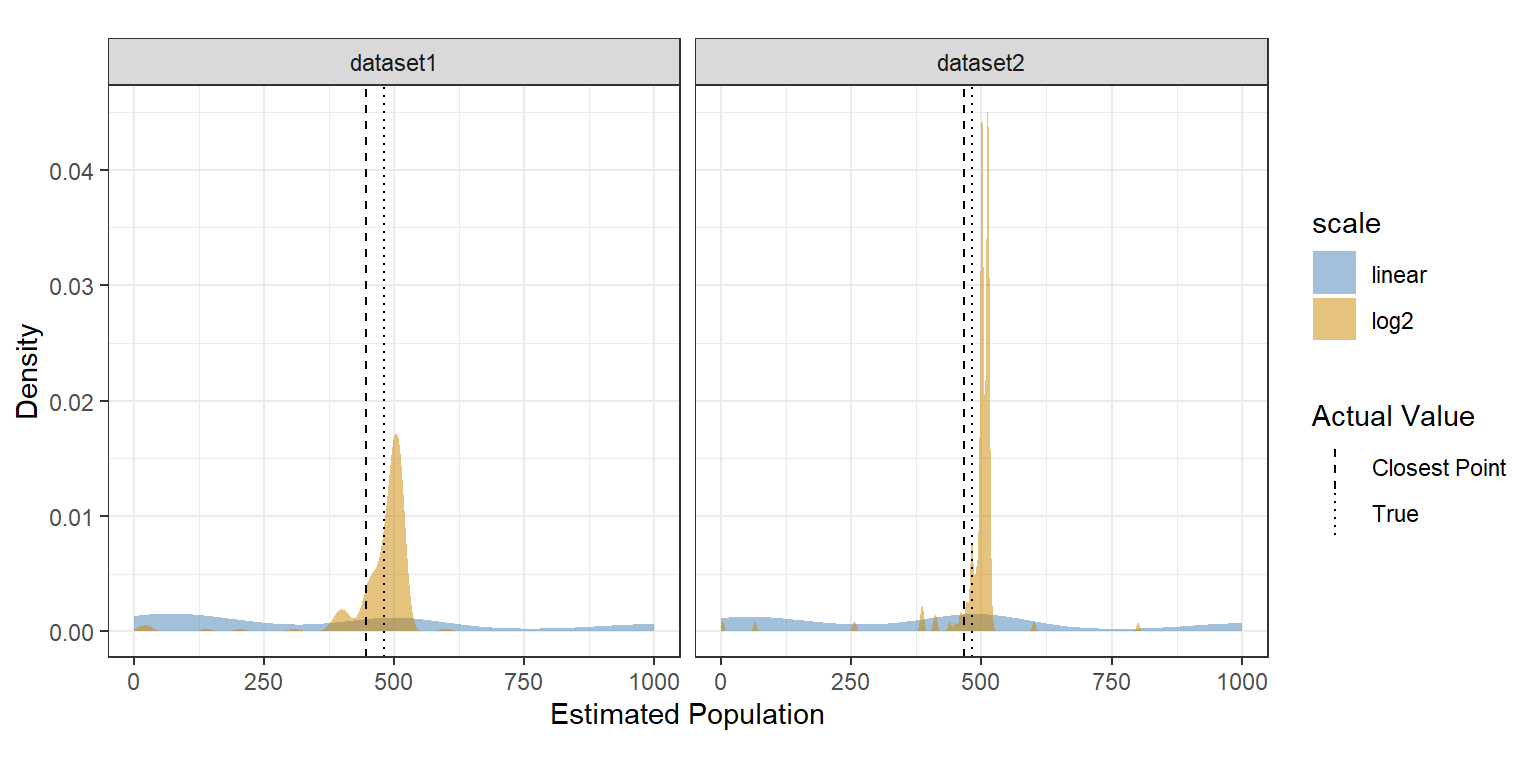 dataset1
dataset2
0.04
0.03
0.02
0.01
0.00
Density
0 250 500 750 1000
0 250 500 750 1000
Estimated Population
scale
linear
log2
Actual Value
Closest Point
True